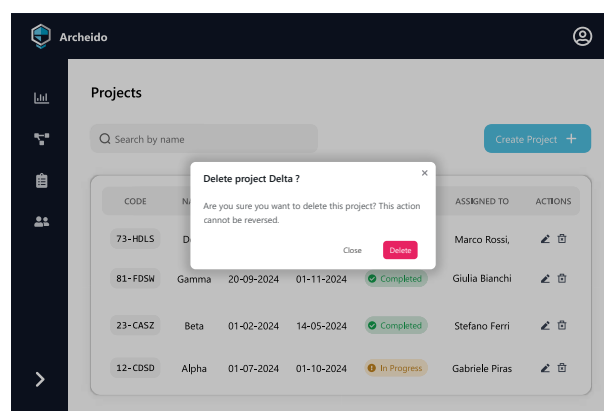 Archeido
Projects
Search by name
Create Project +
Delete project Delta ?
×
Are you sure you want to delete this project? This action
cannot be reversed.
Close
Delete
CODE ASSIGNED TO ACTIONS
73-HDLS Marco Rossi,
81-FDSW Gamma 20-09-2024 01-11-2024 Completed Giulia Bianchi
23-CASZ Beta 01-02-2024 14-05-2024 Completed Stefano Ferri
12-CDSD Alpha 01-07-2024 01-10-2024 In Progress Gabriele Piras